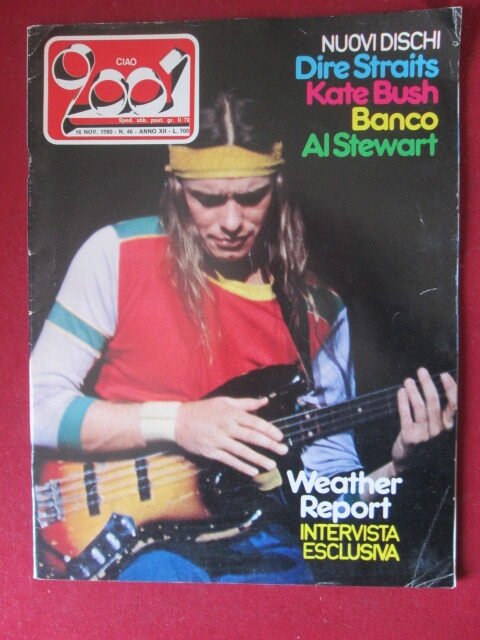 CIAO
2001
Sped. abb. post. gr. II/70
16 NOV. 1980 - N. 46 - ANNO XII - L. 700
NUOVI DISCHI
Dire Straits
Kate Bush
Banco
Al Stewart
Weather
Report
INTERVISTA
ESCLUSIVA